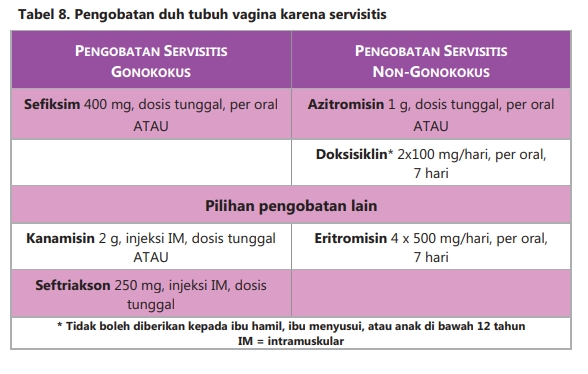 Tabel 8. Pengobatan duh tubuh vagina karena servisitis
PENGOBATAN SERVISITIS
GONOKOKUS
PENGOBATAN SERVISITIS
NON-GONOKOKUS
Sefiksim 400 mg, dosis tunggal, per oral
ATAU
Azitromisin 1 g, dosis tunggal, per oral
ATAU
Doksisiklin* 2x100 mg/hari, per oral,
7 hari
Pilihan pengobatan lain
Kanamisin 2 g, injeksi IM, dosis tunggal
ATAU
Eritromisin 4 x 500 mg/hari, per oral,
7 hari
Seftriakson 250 mg, injeksi IM, dosis
tunggal
* Tidak boleh diberikan kepada ibu hamil, ibu menyusui, atau anak di bawah 12 tahun
IM = intramuskular